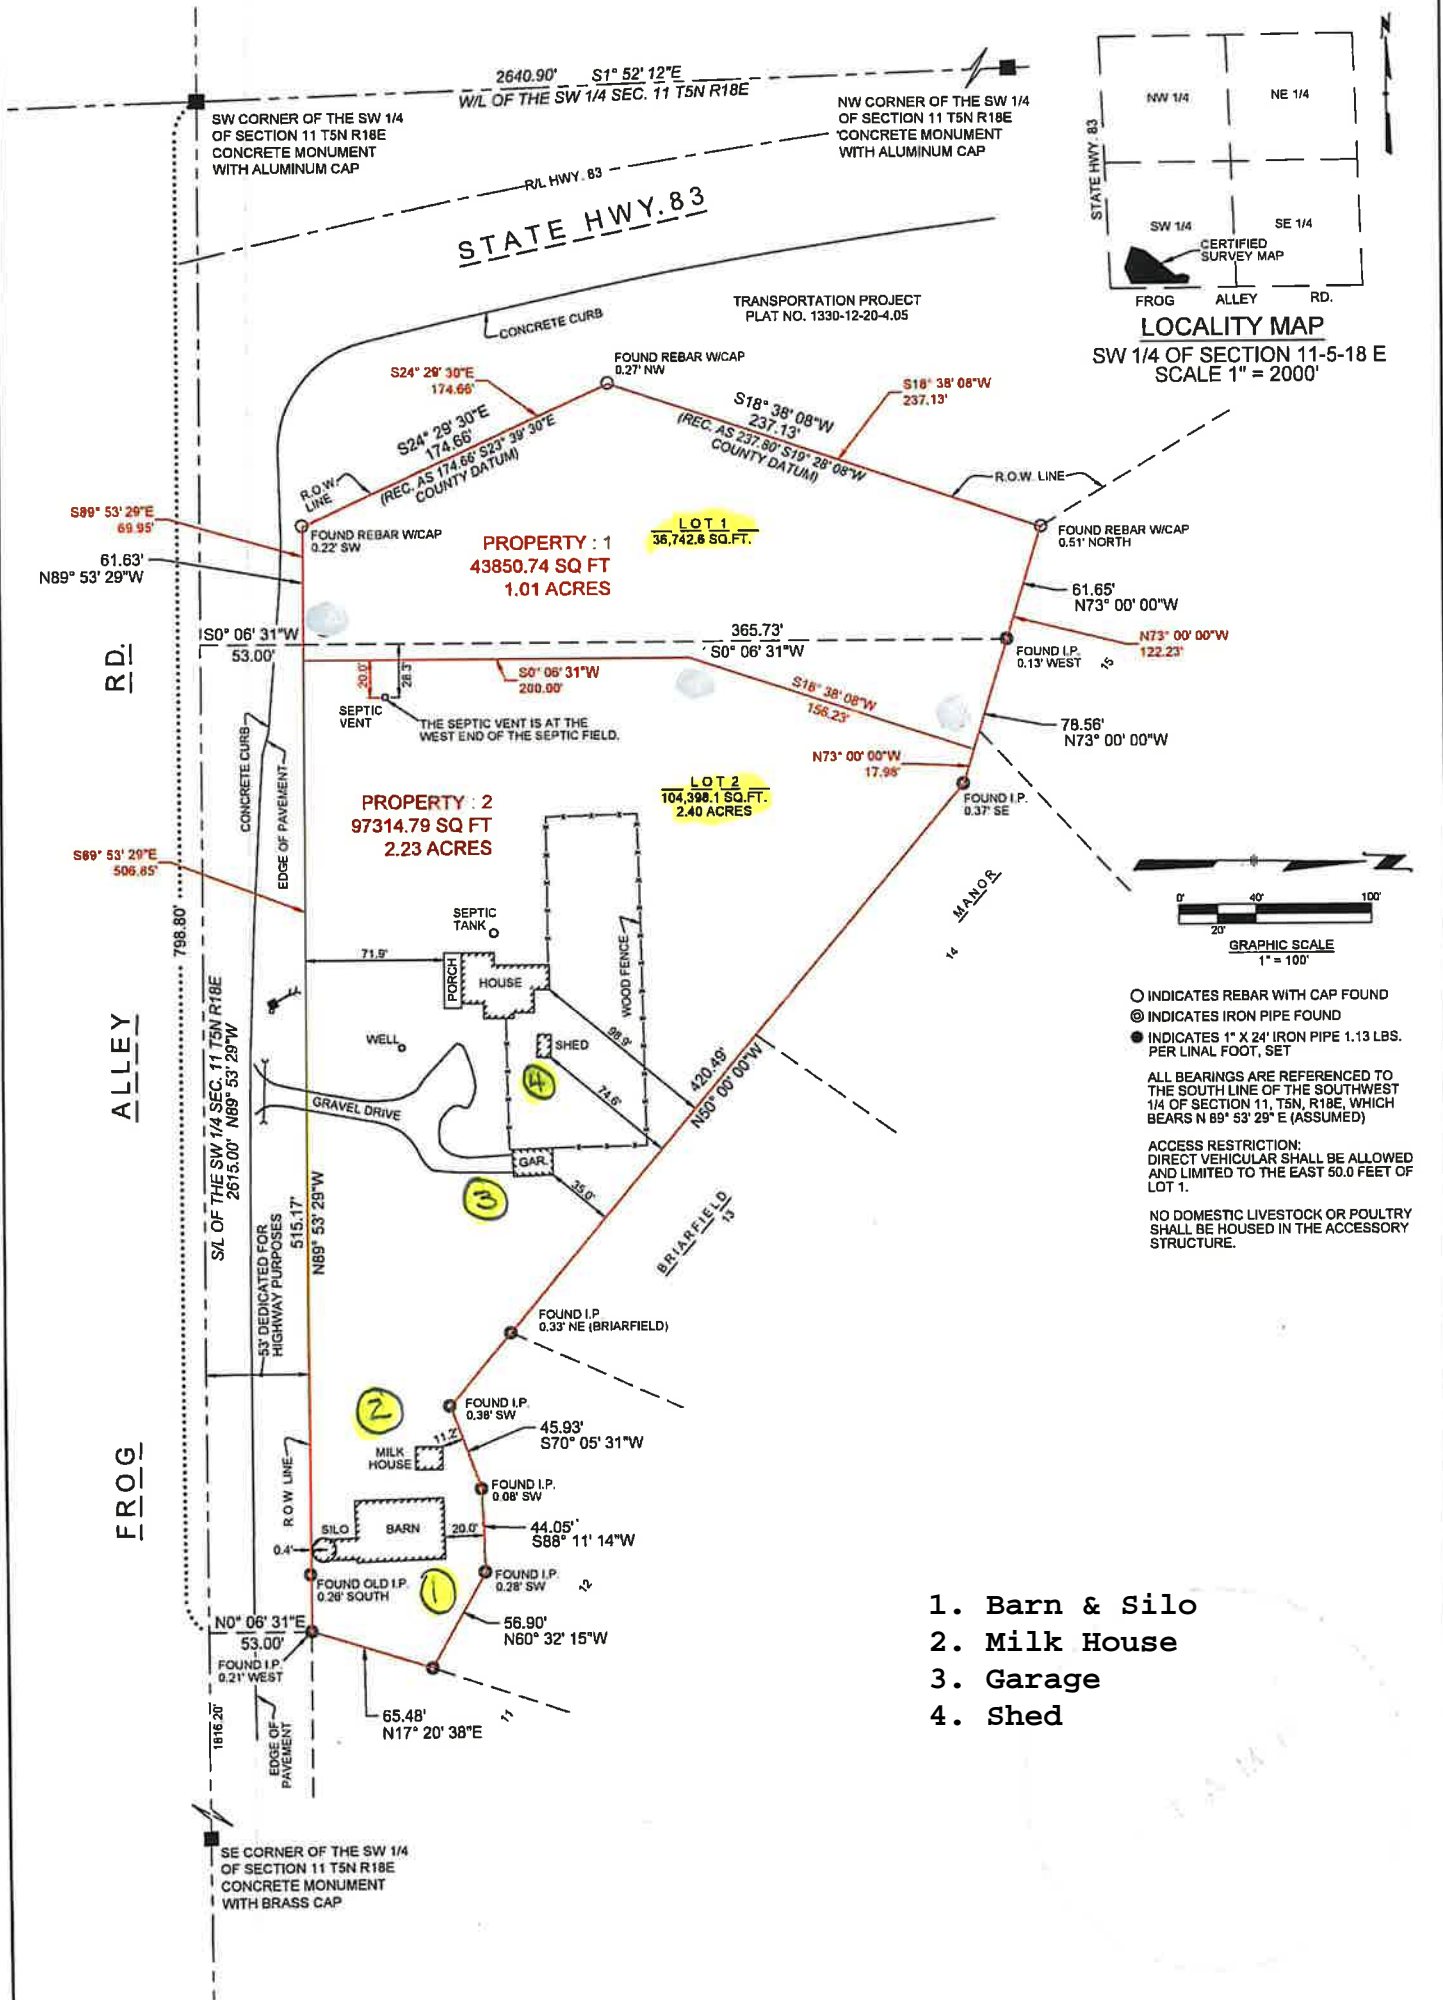 2640.90' S1° 52' 12"E
W/L OF THE SW 1/4 SEC. 11 T5N R18E
SW CORNER OF THE SW 1/4
OF SECTION 11 T5N R18E
CONCRETE MONUMENT
WITH ALUMINUM CAP
NW CORNER OF THE SW 1/4
OF SECTION 11 T5N R18E
CONCRETE MONUMENT
WITH ALUMINUM CAP
R/L HWY. 83
STATE HWY. 83
N
NW 1/4
NE 1/4
STATE HWY. 83
SW 1/4
SE 1/4
CERTIFIED
SURVEY MAP
FROG ALLEY RD.
LOCALITY MAP
SW 1/4 OF SECTION 11-5-18 E
SCALE 1" = 2000'
TRANSPORTATION PROJECT
PLAT NO. 1330-12-20-4.05
CONCRETE CURB
FOUND REBAR W/CAP
0.27' NW
S24° 29' 30"E
174.66'
S24° 29' 30"E
174.66'
(REC. AS 174.66' S23° 39' 30"E
COUNTY DATUM)
S18° 38' 08"W
237.13'
S18° 38' 08"W
237.13'
(REC. AS 237.80' S19° 28' 08"W
COUNTY DATUM)
R.O.W.
LINE
R.O.W. LINE
S89° 53' 29"E
69.95'
61.63'
N89° 53' 29"W
FOUND REBAR W/CAP
0.22' SW
PROPERTY : 1
43850.74 SQ FT
1.01 ACRES
LOT 1
36,742.6 SQ.FT.
FOUND REBAR W/CAP
0.51' NORTH
61.65'
N73° 00' 00"W
N73° 00' 00"W
122.23'
S0° 06' 31"W
53.00'
365.73'
S0° 06' 31"W
FOUND I.P.
0.13' WEST
15
RD.
20.0'
28.3'
S0° 06' 31"W
200.00'
SEPTIC
VENT
THE SEPTIC VENT IS AT THE
WEST END OF THE SEPTIC FIELD.
S18° 38' 08"W
156.23'
78.56'
N73° 00' 00"W
N73° 00' 00"W
17.98'
FOUND I.P.
0.37' SE
CONCRETE CURB
EDGE OF PAVEMENT
PROPERTY : 2
97314.79 SQ FT
2.23 ACRES
LOT 2
104,398.1 SQ.FT.
2.40 ACRES
S89° 53' 29"E
506.85'
798.80'
SEPTIC
TANK
71.9'
PORCH
HOUSE
WOOD FENCE
MANOR
14
N
0' 40' 100'
20'
GRAPHIC SCALE
1" = 100'
INDICATES REBAR WITH CAP FOUND
INDICATES IRON PIPE FOUND
INDICATES 1" X 24' IRON PIPE 1.13 LBS.
PER LINAL FOOT, SET
ALL BEARINGS ARE REFERENCED TO
THE SOUTH LINE OF THE SOUTHWEST
1/4 OF SECTION 11, T5N, R18E, WHICH
BEARS N 89° 53' 29" E (ASSUMED)
ACCESS RESTRICTION:
DIRECT VEHICULAR SHALL BE ALLOWED
AND LIMITED TO THE EAST 50.0 FEET OF
LOT 1.
NO DOMESTIC LIVESTOCK OR POULTRY
SHALL BE HOUSED IN THE ACCESSORY
STRUCTURE.
S/L OF THE SW 1/4 SEC. 11 T5N R18E
2615.00' N89° 53' 29"W
ALLEY
WELL
SHED
98.9'
74.6'
420.49'
N50° 00' 00"W
4
GRAVEL DRIVE
GAR.
3
35.0'
BRIARFIELD
13
515.17'
N89° 53' 29"W
53' DEDICATED FOR
HIGHWAY PURPOSES
FOUND I.P.
0.33' NE (BRIARFIELD)
FOUND I.P.
0.38' SW
2
11.2'
45.93'
S70° 05' 31"W
MILK
HOUSE
FROG
R.O.W LINE
FOUND I.P.
0.08' SW
SILO
BARN
20.0'
44.05'
S88° 11' 14"W
0.4'
FOUND OLD I.P.
0.26' SOUTH
1
FOUND I.P.
0.28' SW
12
56.90'
N60° 32' 15"W
N0° 06' 31"E
53.00'
FOUND I.P.
0.21' WEST
65.48'
N17° 20' 38"E
11
1816.20'
EDGE OF
PAVEMENT
1. Barn & Silo
2. Milk House
3. Garage
4. Shed
SE CORNER OF THE SW 1/4
OF SECTION 11 T5N R18E
CONCRETE MONUMENT
WITH BRASS CAP